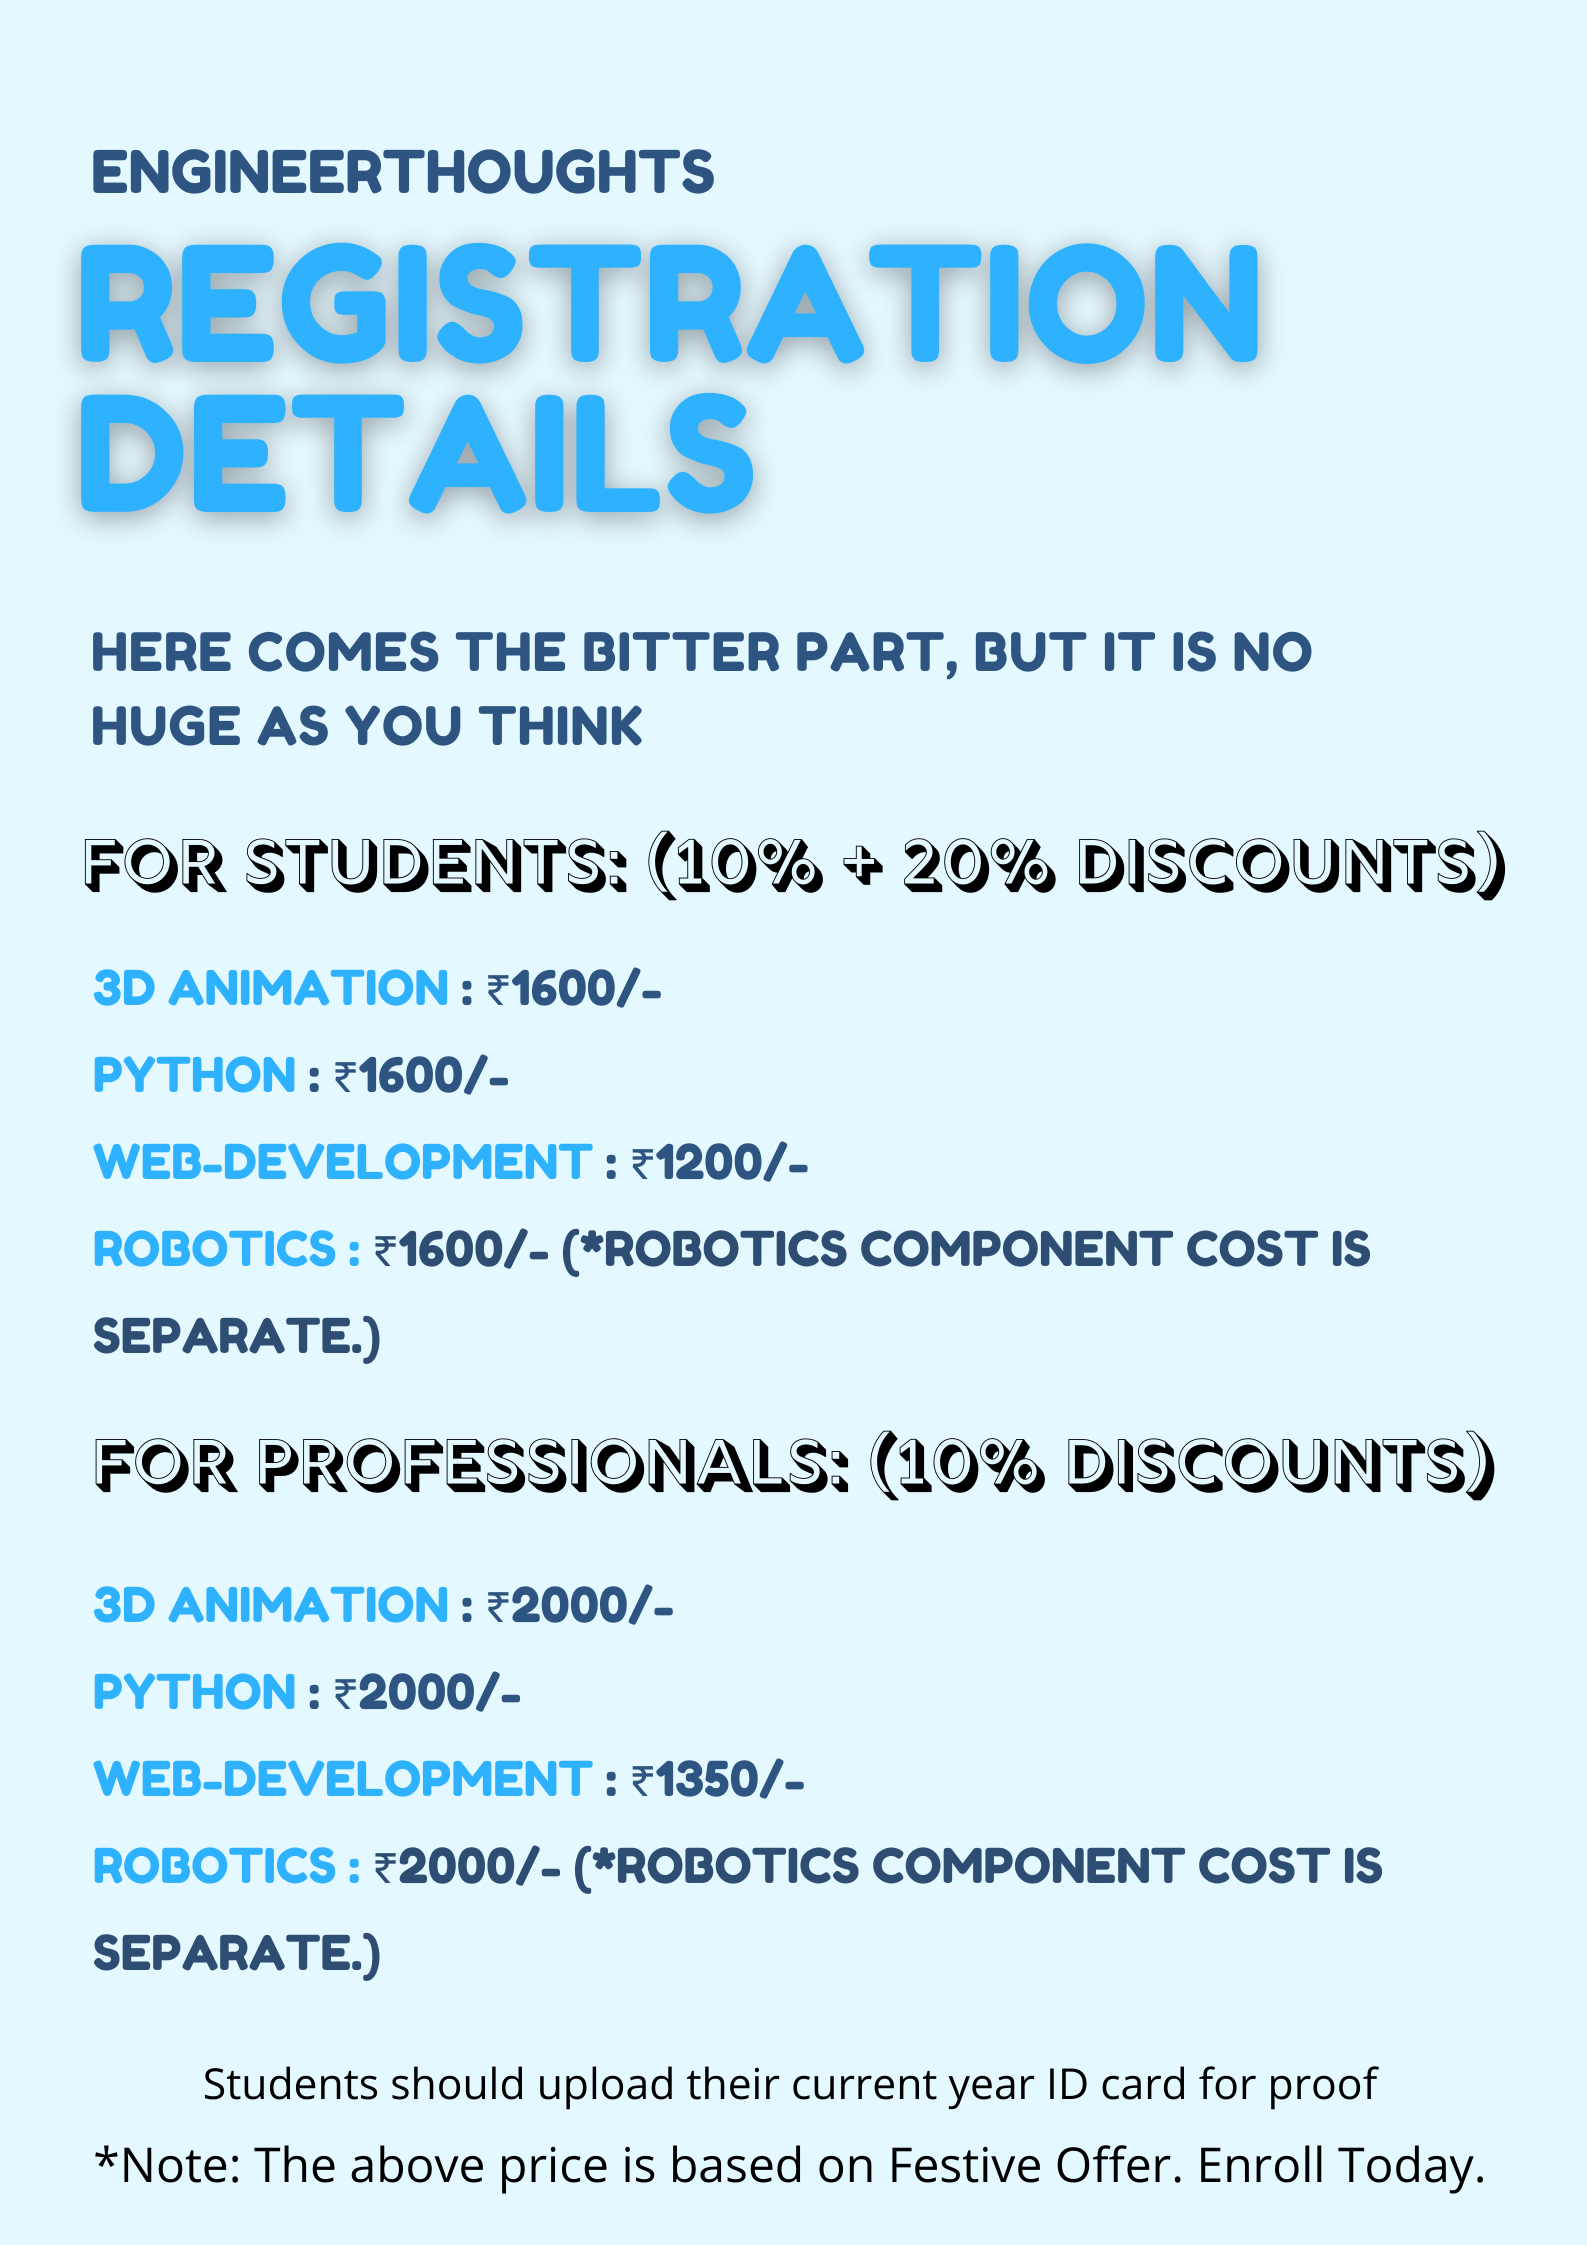 ENGINEERTHOUGHTS
REGISTRATION
DETAILS
HERE COMES THE BITTER PART, BUT IT IS NO
HUGE AS YOU THINK
FOR STUDENTS: (10% + 20% DISCOUNTS)
3D ANIMATION : ₹1600/-
PYTHON : ₹1600/-
WEB-DEVELOPMENT : ₹1200/-
ROBOTICS : ₹1600/- (*ROBOTICS COMPONENT COST IS
SEPARATE.)
FOR PROFESSIONALS: (10% DISCOUNTS)
3D ANIMATION : ₹2000/-
PYTHON : ₹2000/-
WEB-DEVELOPMENT : ₹1350/-
ROBOTICS : ₹2000/- (*ROBOTICS COMPONENT COST IS
SEPARATE.)
Students should upload their current year ID card for proof
*Note: The above price is based on Festive Offer. Enroll Today.